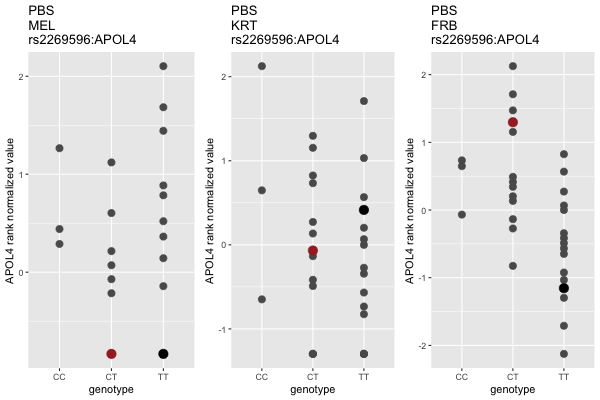 PBS
MEL
rs2269596:APOL4
APOL4 rank normalized value
2
1
0
CC
CT
TT
genotype
PBS
KRT
rs2269596:APOL4
APOL4 rank normalized value
2
1
0
-1
CC
CT
TT
genotype
PBS
FRB
rs2269596:APOL4
APOL4 rank normalized value
2
1
0
-1
-2
CC
CT
TT
genotype